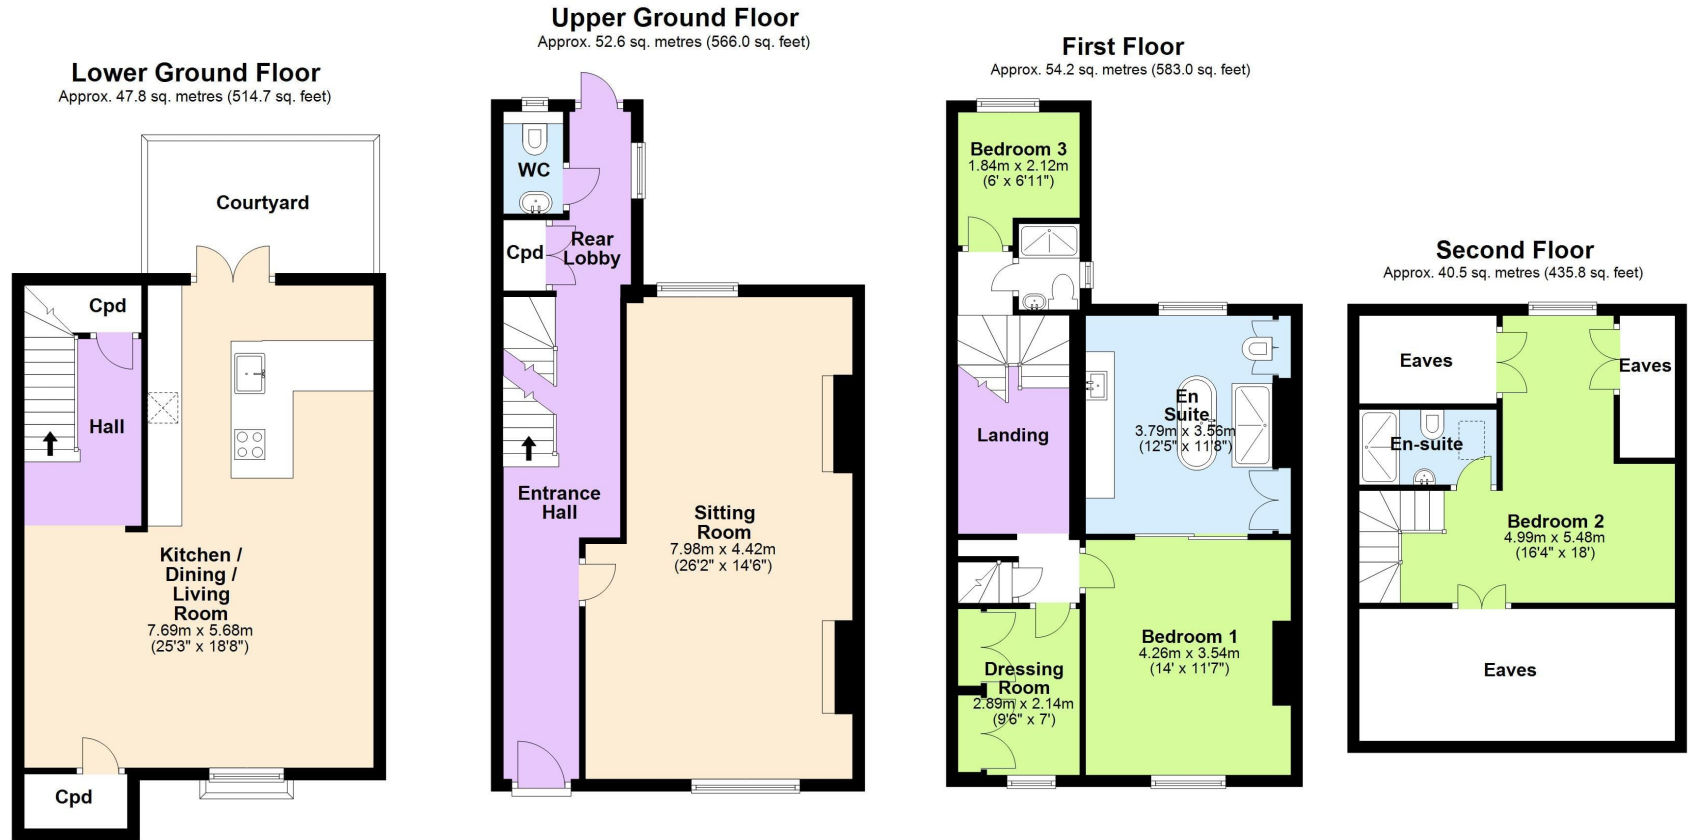 Lower Ground Floor
Approx. 47.8 sq. metres (514.7 sq. feet)
Courtyard
Cpd
Hall
Kitchen /
Dining /
Living
Room
7.69m x 5.68m
(25'3" x 18'8")
Cpd
Upper Ground Floor
Approx. 52.6 sq. metres (566.0 sq. feet)
WC
Cpd
Rear
Lobby
Entrance
Hall
Sitting
Room
7.98m x 4.42m
(26'2" x 14'6")
First Floor
Approx. 54.2 sq. metres (583.0 sq. feet)
Bedroom 3
1.84m x 2.12m
(6' x 6'11")
Landing
En
Suite
3.79m x 3.56m
(12'5" x 11'8")
Bedroom 1
4.26m x 3.54m
(14' x 11'7")
Dressing
Room
2.89m x 2.14m
(9'6" x 7')
Second Floor
Approx. 40.5 sq. metres (435.8 sq. feet)
Eaves
Eaves
En-suite
Bedroom 2
4.99m x 5.48m
(16'4" x 18')
Eaves